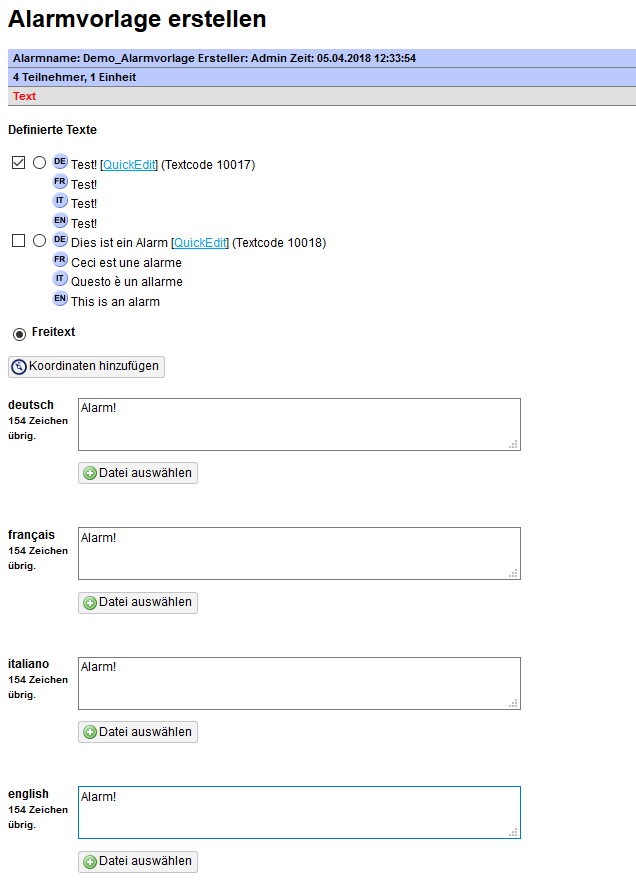 Alarmvorlage erstellen
Alarmname: Demo_Alarmvorlage Ersteller: Admin Zeit: 05.04.2018 12:33:54
4 Teilnehmer, 1 Einheit
Text
Definierte Texte
DE Test! [QuickEdit] (Textcode 10017)
FR Test!
IT Test!
EN Test!
DE Dies ist ein Alarm [QuickEdit] (Textcode 10018)
FR Ceci est une alarme
IT Questo è un allarme
EN This is an alarm
Freitext
Koordinaten hinzufügen
deutsch
154 Zeichen
übrig.
Alarm!
Datei auswählen
français
154 Zeichen
übrig.
Alarm!
Datei auswählen
italiano
154 Zeichen
übrig.
Alarm!
Datei auswählen
english
154 Zeichen
übrig.
Alarm!
Datei auswählen